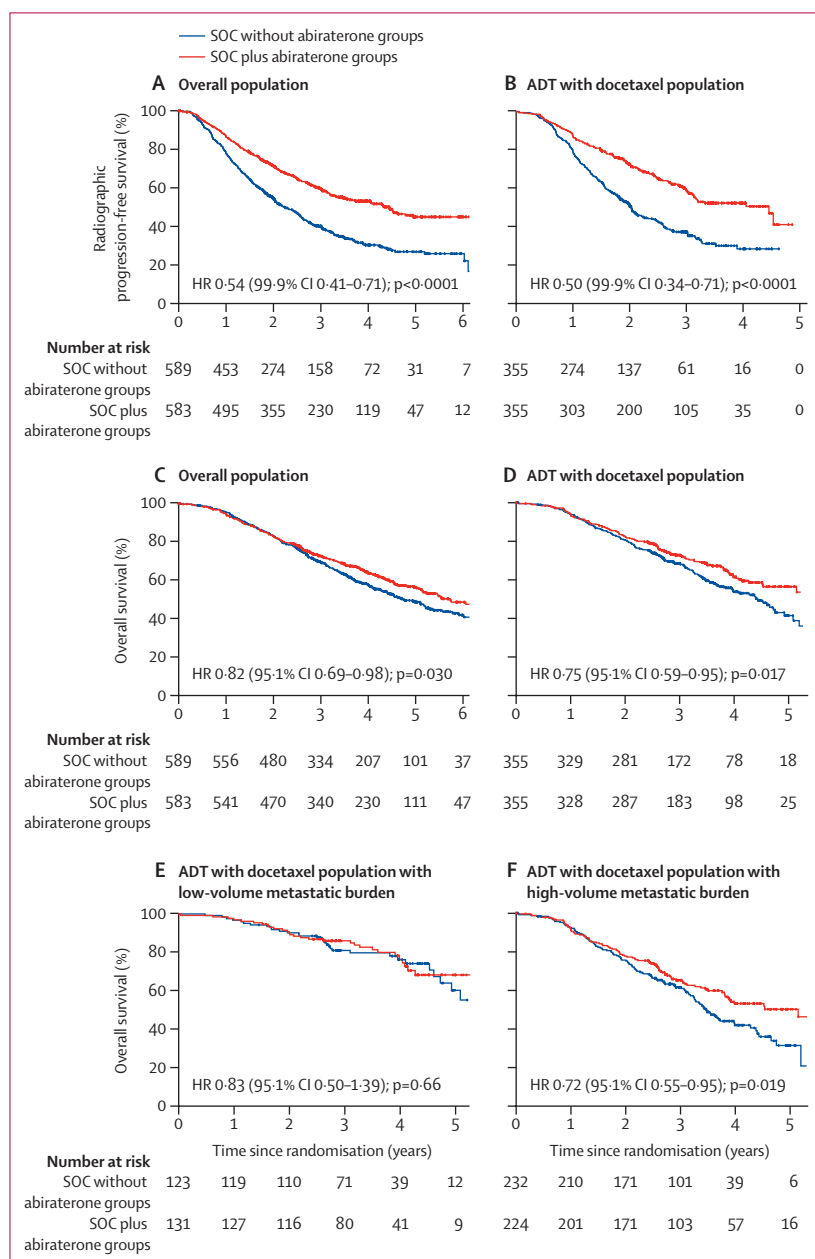 SOC without abiraterone groups
SOC plus abiraterone groups
A Overall population
B ADT with docetaxel population
Radiographic
progression-free survival (%)
100
80
60
40
20
0
HR 0·54 (99·9% CI 0·41–0·71); p<0·0001
HR 0·50 (99·9% CI 0·34–0·71); p<0·0001
0 1 2 3 4 5 6
0 1 2 3 4 5
Number at risk
SOC without
abiraterone groups
589 453 274 158 72 31 7
355 274 137 61 16 0
SOC plus
abiraterone groups
583 495 355 230 119 47 12
355 303 200 105 35 0
C Overall population
D ADT with docetaxel population
Overall survival (%)
100
80
60
40
20
0
HR 0·82 (95·1% CI 0·69–0·98); p=0·030
HR 0·75 (95·1% CI 0·59–0·95); p=0·017
0 1 2 3 4 5 6
0 1 2 3 4 5
Number at risk
SOC without
abiraterone groups
589 556 480 334 207 101 37
355 329 281 172 78 18
SOC plus
abiraterone groups
583 541 470 340 230 111 47
355 328 287 183 98 25
E ADT with docetaxel population with
low-volume metastatic burden
F ADT with docetaxel population with
high-volume metastatic burden
Overall survival (%)
100
80
60
40
20
0
HR 0·83 (95·1% CI 0·50–1·39); p=0·66
HR 0·72 (95·1% CI 0·55–0·95); p=0·019
0 1 2 3 4 5
0 1 2 3 4 5
Time since randomisation (years)
Time since randomisation (years)
Number at risk
SOC without
abiraterone groups
123 119 110 71 39 12
232 210 171 101 39 6
SOC plus
abiraterone groups
131 127 116 80 41 9
224 201 171 103 57 16